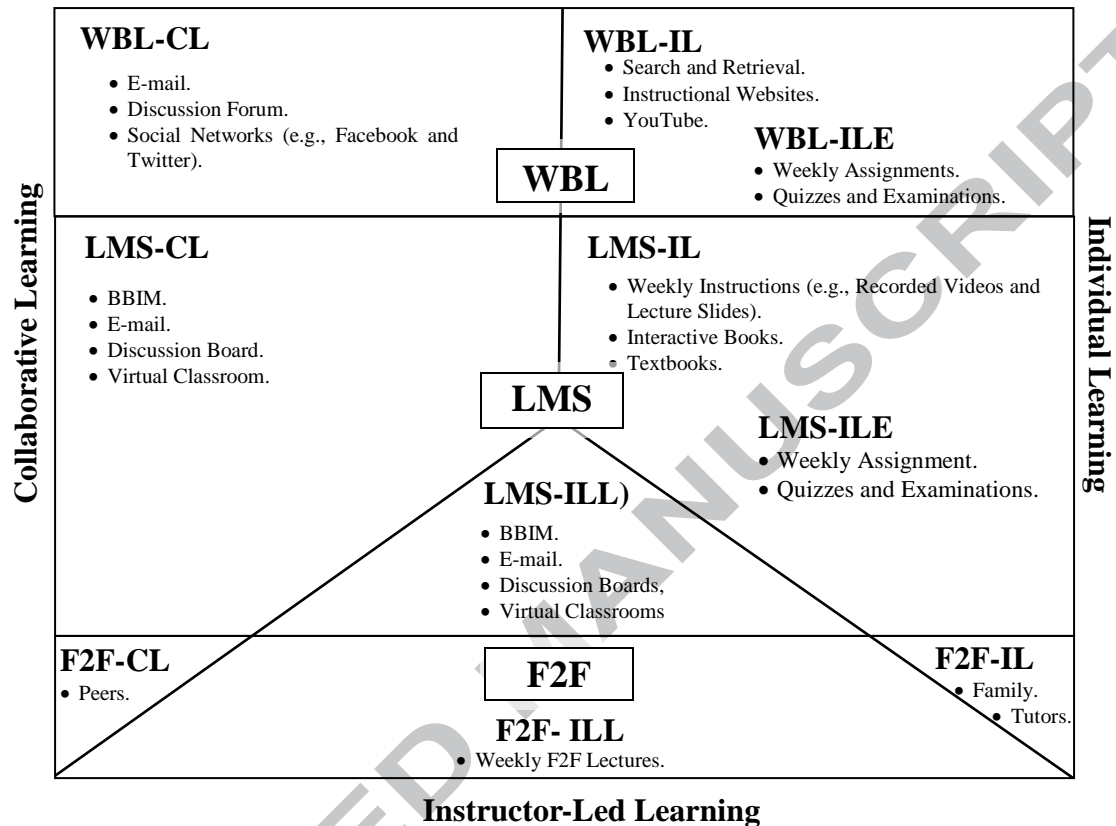 WBL-CL
• E-mail.
• Discussion Forum.
• Social Networks (e.g., Facebook and
Twitter).
WBL-IL
• Search and Retrieval.
• Instructional Websites.
• YouTube.
WBL-ILE
• Weekly Assignments.
• Quizzes and Examinations.
WBL
Collaborative Learning
Individual Learning
LMS-CL
• BBIM.
• E-mail.
• Discussion Board.
• Virtual Classroom.
LMS-IL
• Weekly Instructions (e.g., Recorded Videos and
Lecture Slides).
• Interactive Books.
• Textbooks.
LMS
LMS-ILE
• Weekly Assignment.
• Quizzes and Examinations.
LMS-ILL)
• BBIM.
• E-mail.
• Discussion Boards,
• Virtual Classrooms
F2F-CL
• Peers.
F2F
F2F-IL
• Family.
• Tutors.
F2F- ILL
• Weekly F2F Lectures.
Instructor-Led Learning
ED MANUSCRIPT